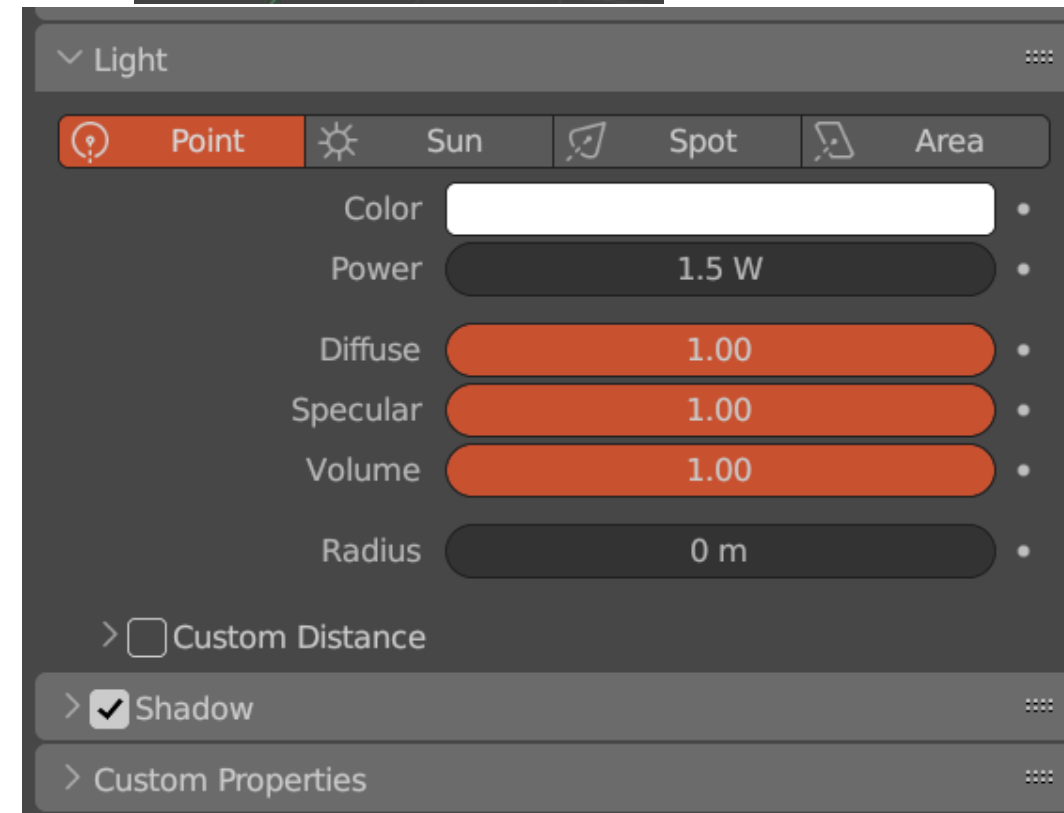 Light
Point Sun Spot Area
Color
Power 1.5 W
Diffuse 1.00
Specular 1.00
Volume 1.00
Radius 0 m
Custom Distance
Shadow
Custom Properties